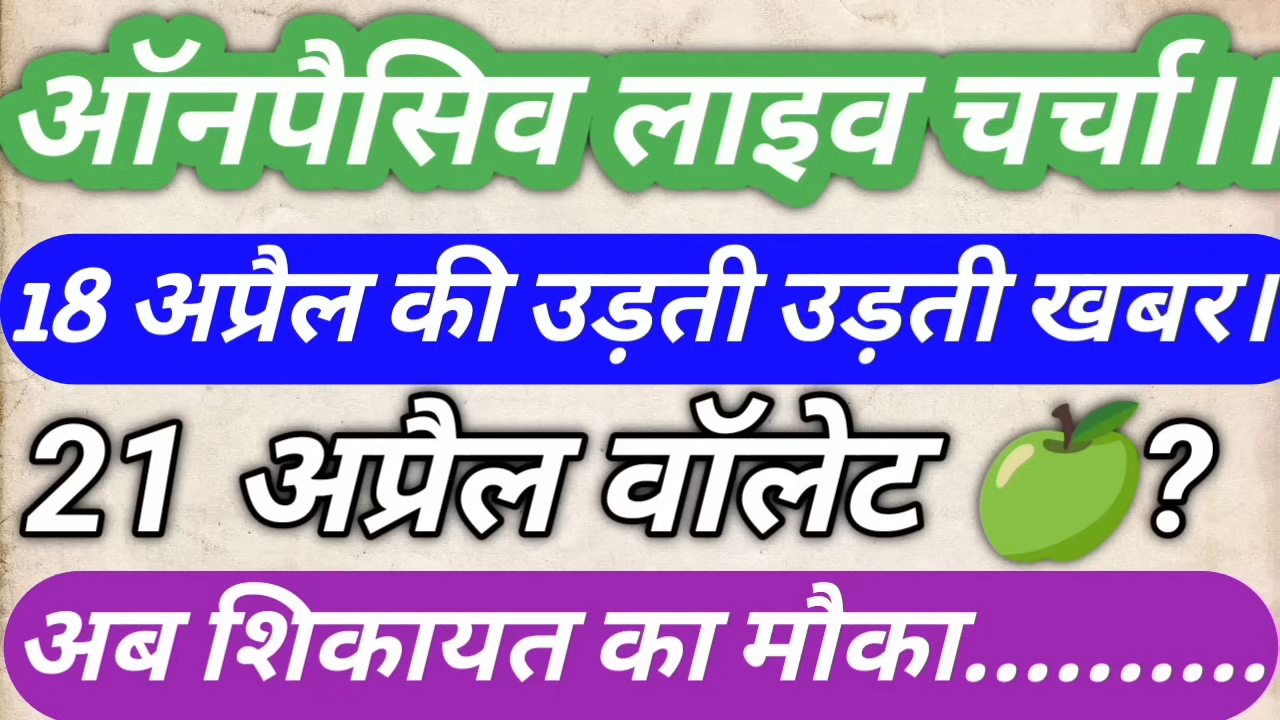 ऑनपैसिव लाइव चर्चा।।
18 अप्रैल की उड़ती उड़ती खबर।
21 अप्रैल वॉलेट 🍏?
अब शिकायत का मौका..........